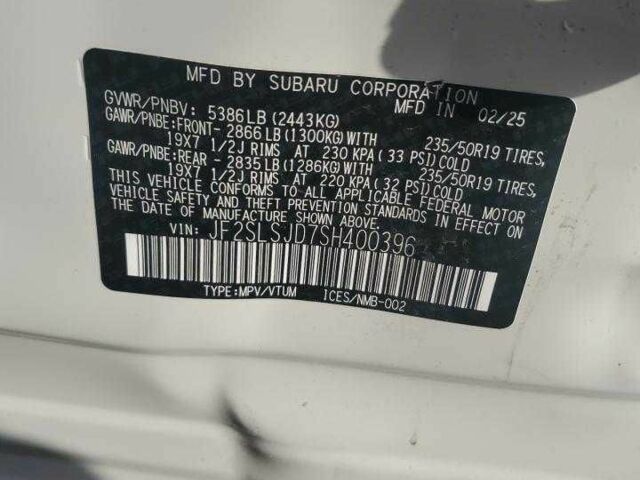 MFD BY SUBARU CORPORATION
MFD IN 02/25
GVWR/PNBV: 5386LB (2443KG)
GAWR/PNBE: FRONT- 2866LB (1300KG) WITH 235/50R19 TIRES,
19X7 1/2J RIMS AT 230 KPA (33 PSI) COLD
GAWR/PNBE: REAR - 2835LB (1286KG) WITH 235/50R19 TIRES,
19X7 1/2J RIMS AT 220 KPA (32 PSI) COLD.
THIS VEHICLE CONFORMS TO ALL APPLICABLE FEDERAL MOTOR
VEHICLE SAFETY AND THEFT PREVENTION STANDARDS IN EFFECT
ON THE DATE OF MANUFACTURE SHOWN ABOVE.
VIN: JF2SLSJD7SH400396
TYPE: MPV/VTUM ICES/NMB-002